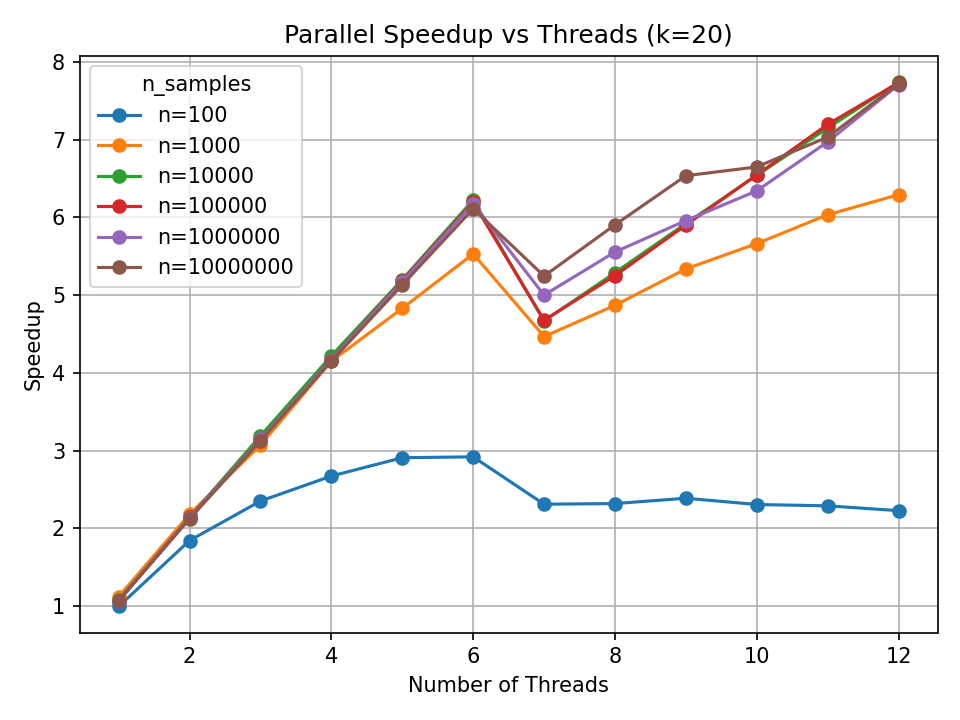 Parallel Speedup vs Threads (k=20)
n_samples
n=100
n=1000
n=10000
n=100000
n=1000000
n=10000000
Speedup
8
7
6
5
4
3
2
1
2 4 6 8 10 12
Number of Threads